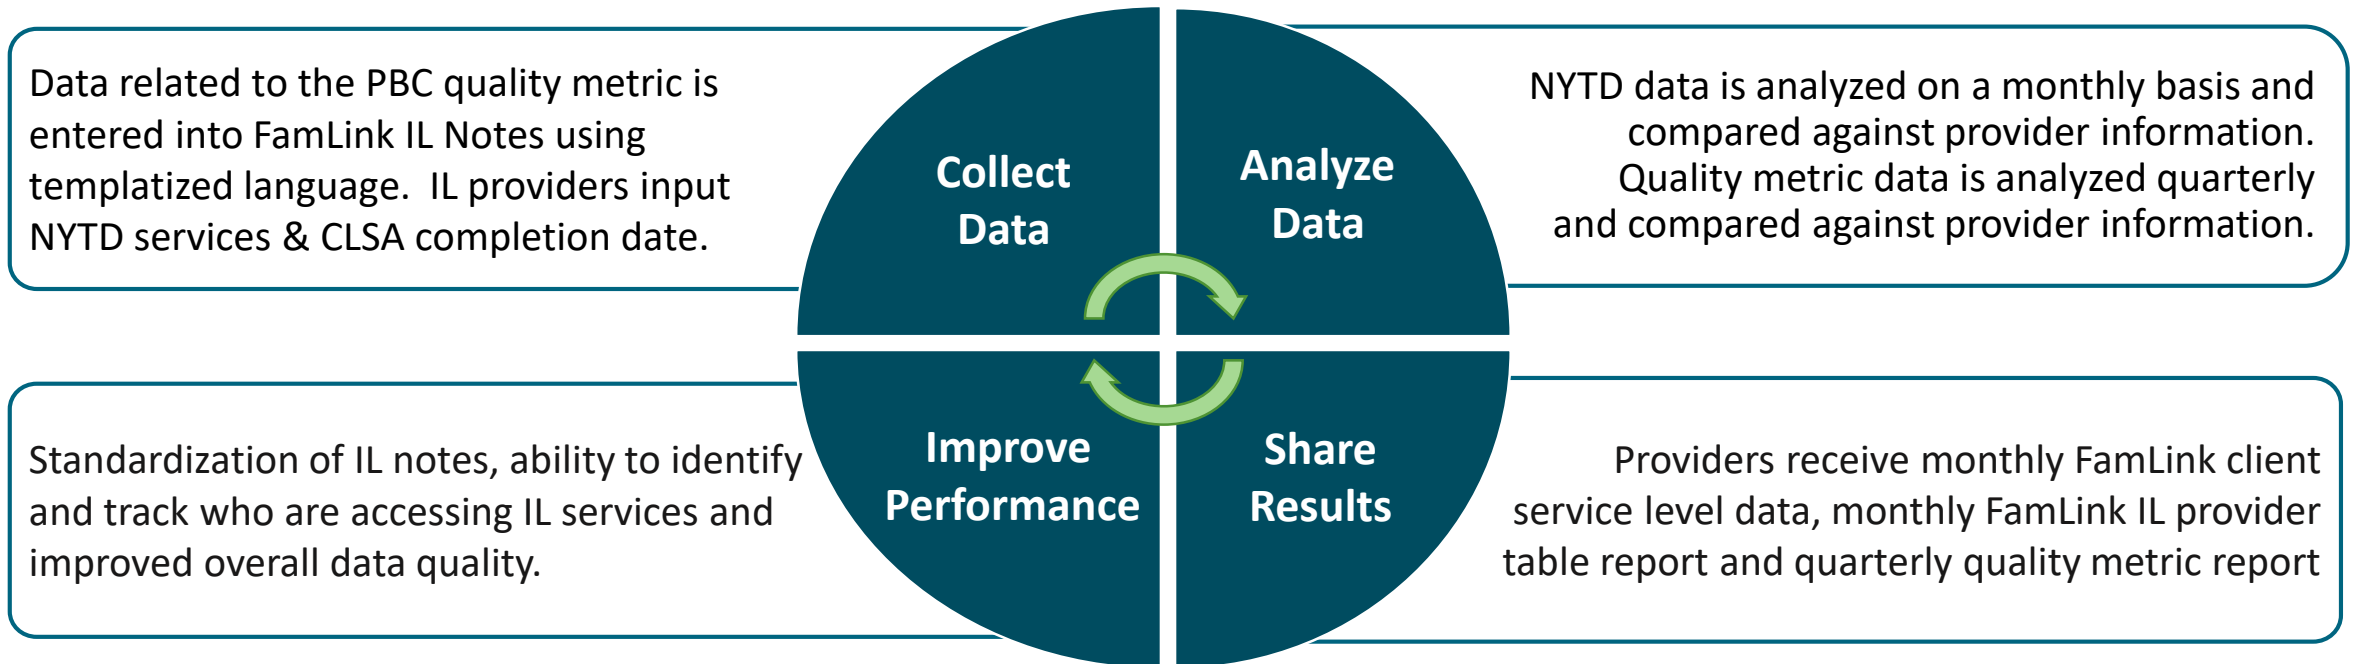 Data related to the PBC quality metric is
entered into FamLink IL Notes using
templatized language.  IL providers input
NYTD services & CLSA completion date.
Collect
Data
Analyze
Data
NYTD data is analyzed on a monthly basis and
compared against provider information.
Quality metric data is analyzed quarterly
and compared against provider information.
Standardization of IL notes, ability to identify
and track who are accessing IL services and
improved overall data quality.
Improve
Performance
Share
Results
Providers receive monthly FamLink client
service level data, monthly FamLink IL provider
table report and quarterly quality metric report